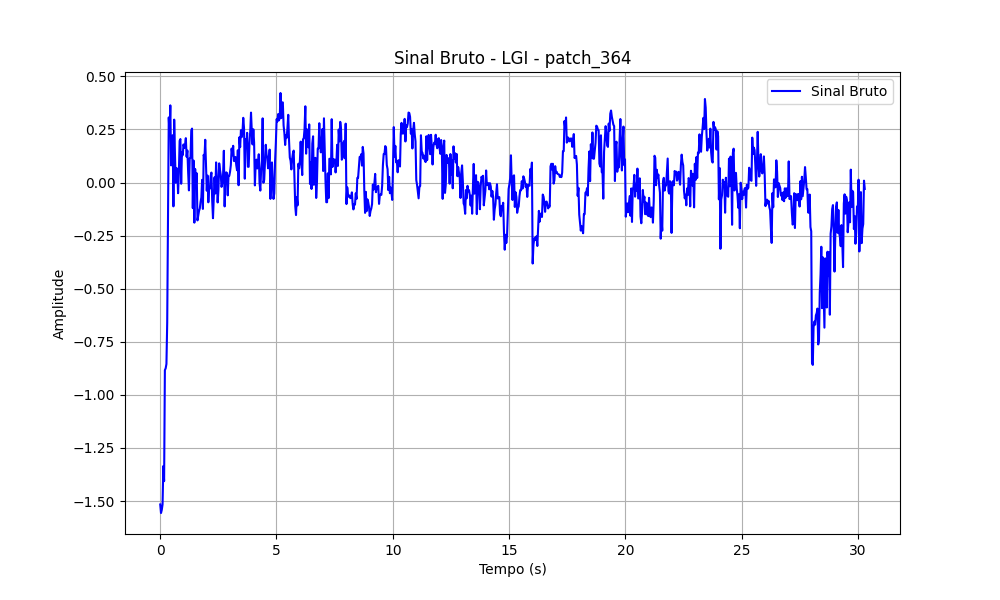 Sinal Bruto - LGI - patch_364
Sinal Bruto
Amplitude
0.50
0.25
0.00
−0.25
−0.50
−0.75
−1.00
−1.25
−1.50
0 5 10 15 20 25 30
Tempo (s)